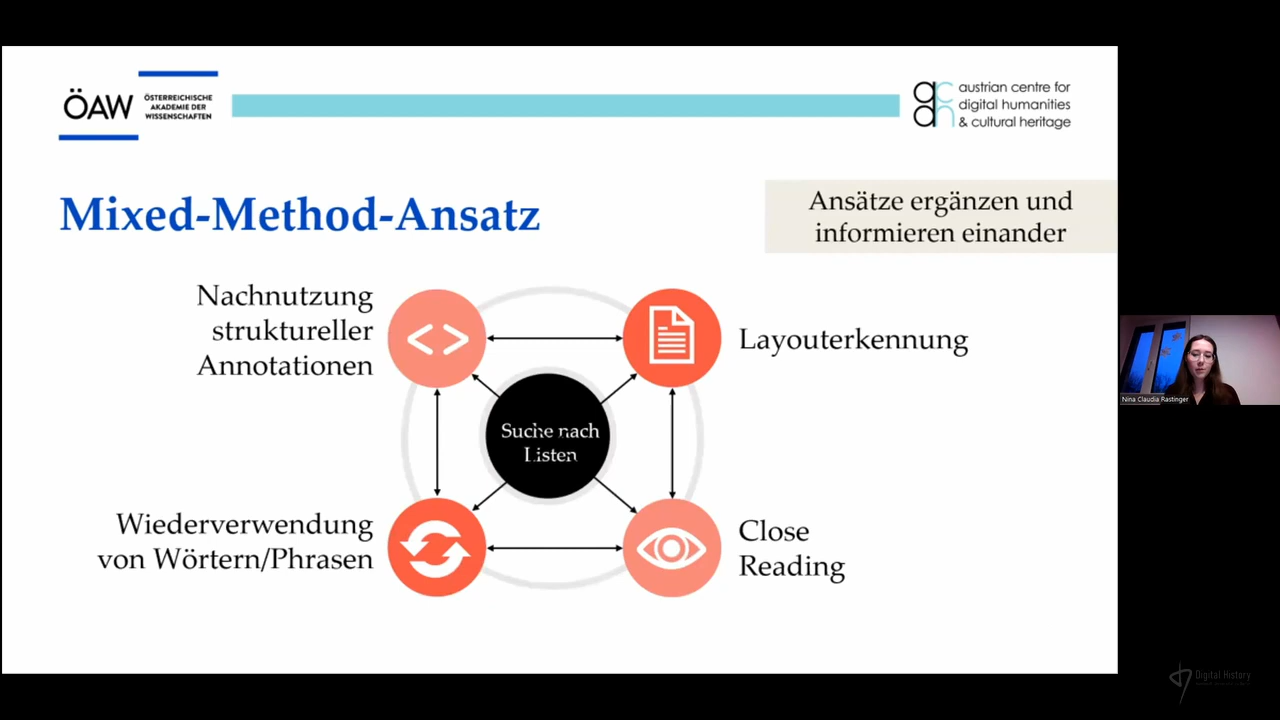 ÖAW
ÖSTERREICHISCHE
AKADEMIE DER
WISSENSCHAFTEN
acdh
austrian centre for
digital humanities
& cultural heritage
Mixed-Method-Ansatz
Ansätze ergänzen und
informieren einander
Nachnutzung
struktureller
Annotationen
Layouterkennung
Suche nach
Listen
Wiederverwendung
von Wörtern/Phrasen
Close
Reading
Nina Claudia Rastinger
Digital History